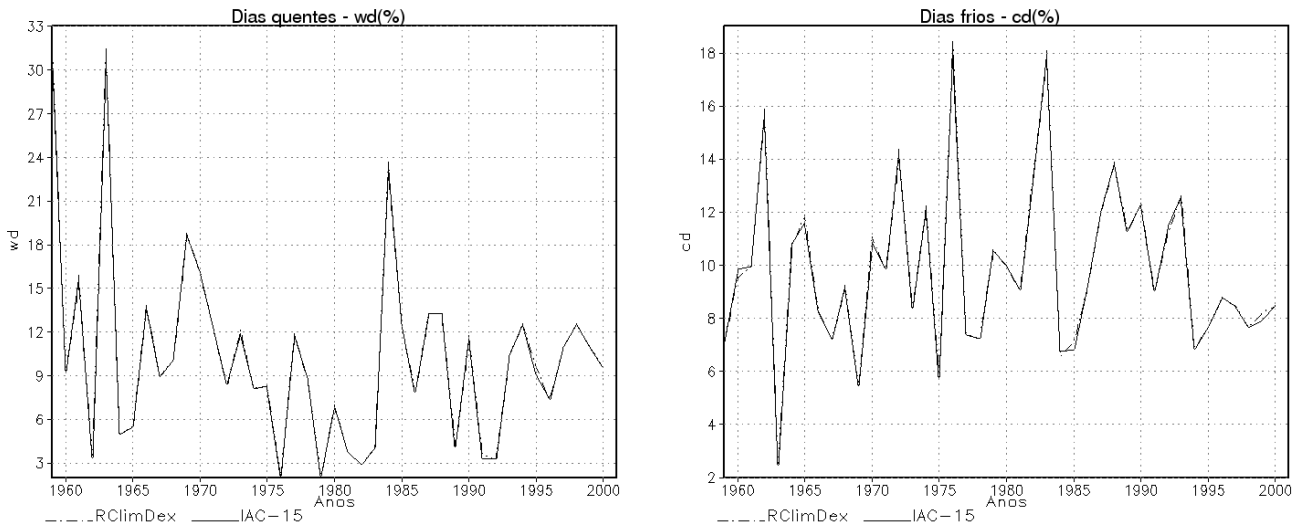 Dias quentes - wd(%)
33
30
27
24
21
18
15
12
9
6
3
wd
1960 1965 1970 1975 1980 1985 1990 1995 2000
Anos
RClimDex IAC-15
Dias frios - cd(%)
18
16
14
12
10
8
6
4
2
cd
1960 1965 1970 1975 1980 1985 1990 1995 2000
Anos
RClimDex IAC-15